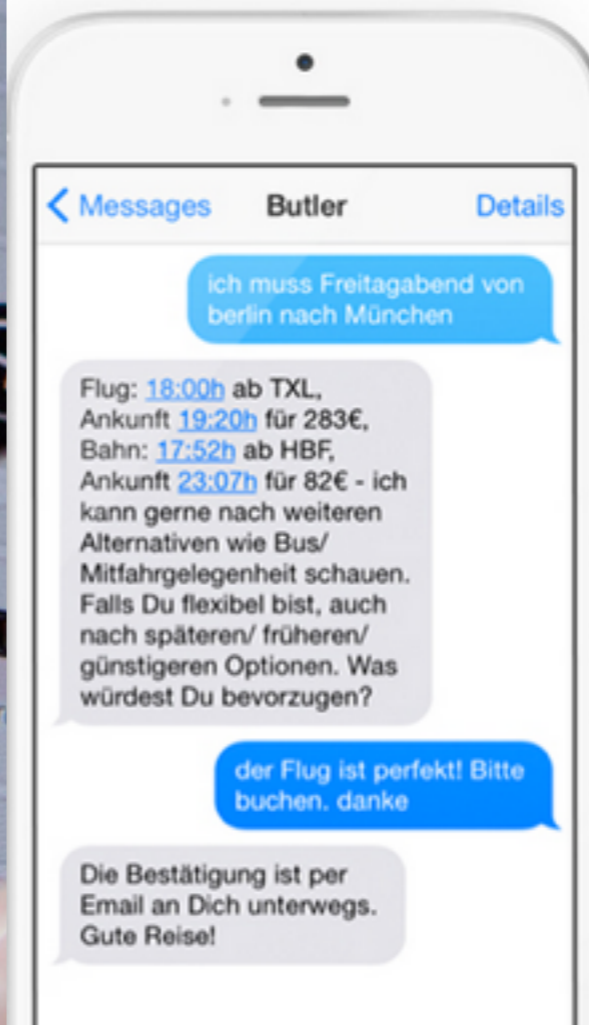 Messages Butler Details
ich muss Freitagabend von
berlin nach München
Flug: 18:00h ab TXL,
Ankunft 19:20h für 283€,
Bahn: 17:52h ab HBF,
Ankunft 23:07h für 82€ - ich
kann gerne nach weiteren
Alternativen wie Bus/
Mitfahrgelegenheit schauen.
Falls Du flexibel bist, auch
nach späteren/ früheren/
günstigeren Optionen. Was
würdest Du bevorzugen?
der Flug ist perfekt! Bitte
buchen. danke
Die Bestätigung ist per
Email an Dich unterwegs.
Gute Reise!